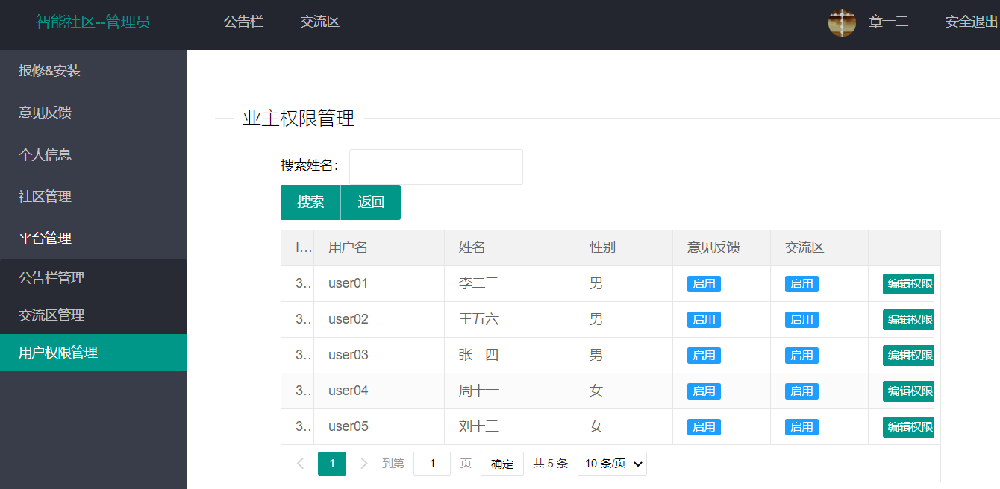 智能社区--管理员 公告栏 交流区 章一二 安全退出
报修&安装
意见反馈
个人信息
社区管理
平台管理
公告栏管理
交流区管理
用户权限管理
业主权限管理
搜索姓名：
搜索 返回
I... 用户名 姓名 性别 意见反馈 交流区
3.. user01 李二三 男 启用 启用 编辑权限
3.. user02 王五六 男 启用 启用 编辑权限
3.. user03 张二四 男 启用 启用 编辑权限
3.. user04 周十一 女 启用 启用 编辑权限
3.. user05 刘十三 女 启用 启用 编辑权限
1 到第 1 页 确定 共 5 条 10 条/页